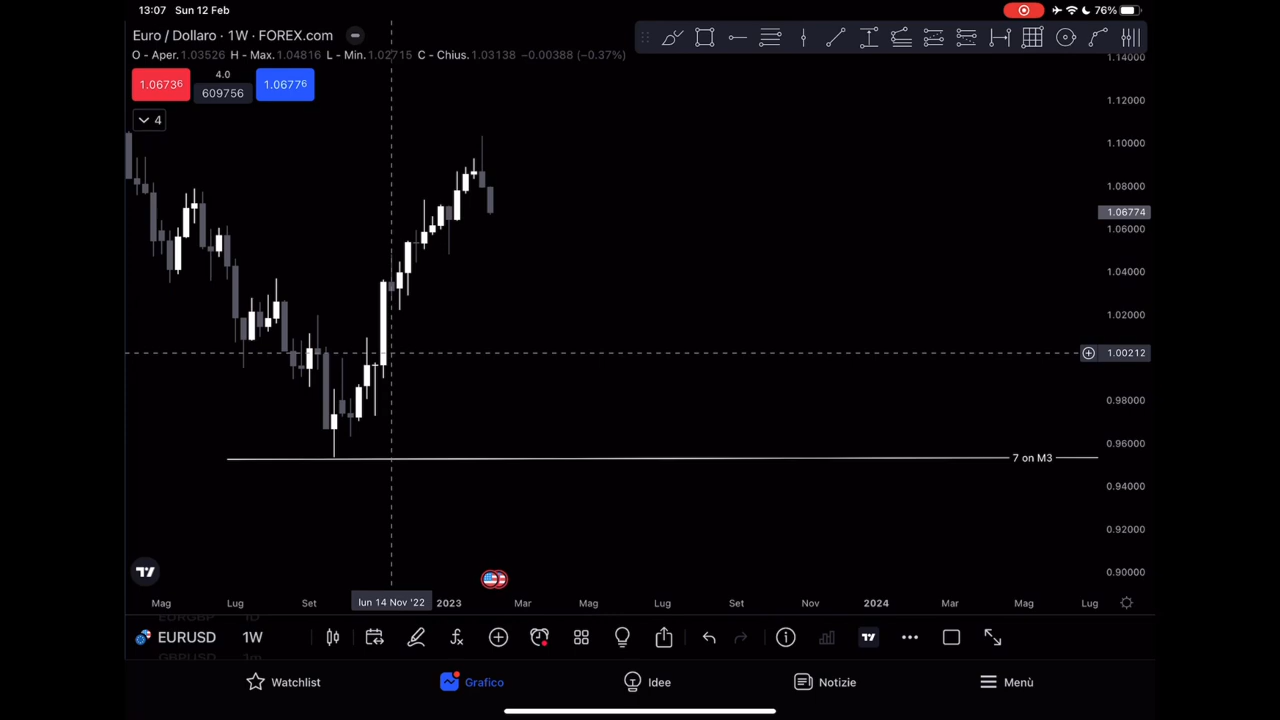 13:07 Sun 12 Feb 76%
Euro / Dollaro · 1W · FOREX.com
O - Aper.1.03526 H - Max.1.04816 L - Min.1.02715 C - Chius.1.03138 −0.00388 (−0.37%)
1.06736 4.0 609756 1.06776
4
1.14000
1.12000
1.10000
1.08000
1.06774
1.06000
1.04000
1.02000
1.00212
0.98000
0.96000
7 on M3
0.94000
0.92000
0.90000
Mag Lug Set lun 14 Nov '22 2023 Mar Mag Lug Set Nov 2024 Mar Mag Lug
EURGBP 1D
EURUSD 1W
GBPUSD 1m
Watchlist Grafico Idee Notizie Menù